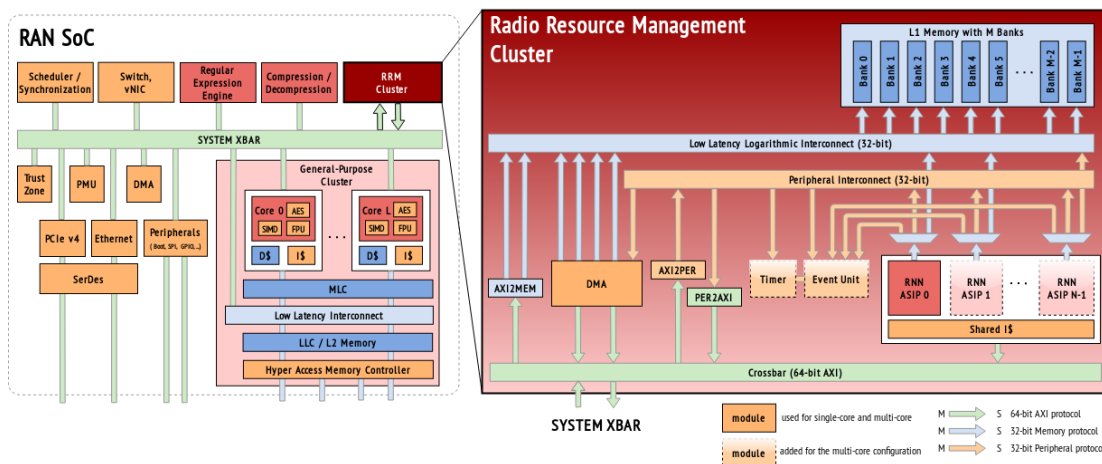 RAN SoC
Scheduler /
Synchronization
Switch,
vNIC
Regular
Expression
Engine
Compression /
Decompression
RRM
Cluster
SYSTEM XBAR
Trust
Zone
PMU
DMA
PCIe v4
Ethernet
Peripherals
( Boot, SPI, GPIO, ...)
SerDes
General-Purpose
Cluster
Core 0
AES
SIMD
FPU
D$
I$
...
Core L
AES
SIMD
FPU
D$
I$
MLC
Low Latency Interconnect
LLC / L2 Memory
Hyper Access Memory Controller
Radio Resource Management
Cluster
L1 Memory with M Banks
Bank 0
Bank 1
Bank 2
Bank 3
Bank 4
Bank 5
...
Bank M-2
Bank M-1
Low Latency Logarithmic Interconnect (32-bit)
Peripheral Interconnect (32-bit)
AXI2MEM
DMA
AXI2PER
PER2AXI
Timer
Event Unit
RNN
ASIP 0
RNN
ASIP 1
...
RNN
ASIP N-1
Shared I$
Crossbar (64-bit AXI)
SYSTEM XBAR
module
used for single-core and multi-core
module
added for the multi-core configuration
M S 64-bit AXI protocol
M S 32-bit Memory protocol
M S 32-bit Peripheral protocol